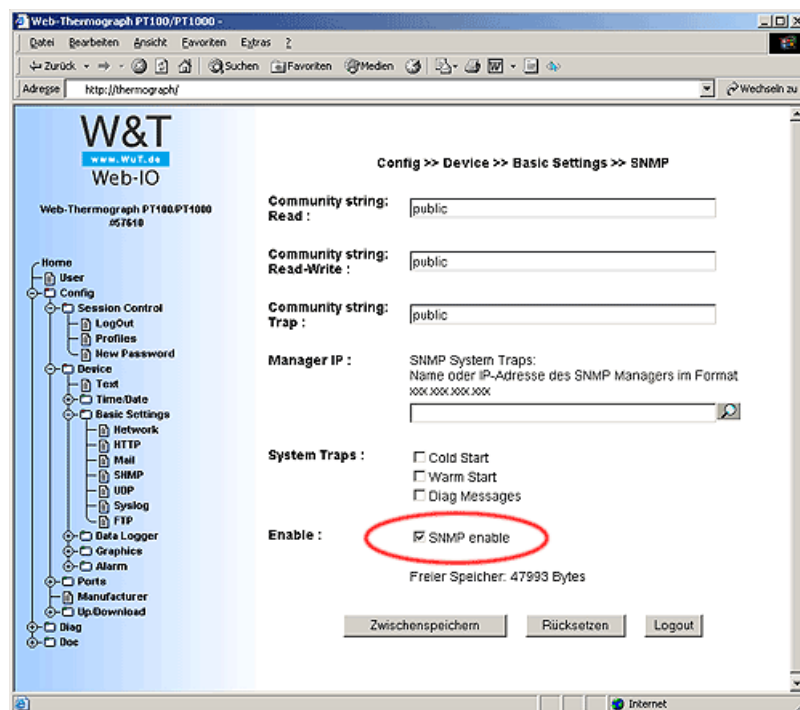 Web-Thermograph PT100/PT1000 -
Datei Bearbeiten Ansicht Favoriten Extras ?
Zurück Suchen Favoriten Medien
Adresse http://thermograph/ Wechseln zu
W&T
www.WuT.de
Web-IO
Web-Thermograph PT100/PT1000
#57610
Home
User
Config
Session Control
LogOut
Profiles
New Password
Device
Text
Time/Date
Basic Settings
Network
HTTP
Mail
SNMP
UDP
Syslog
FTP
Data Logger
Graphics
Alarm
Ports
Manufacturer
Up/Download
Diag
Doc
Config >> Device >> Basic Settings >> SNMP
Community string:
Read :
public
Community string:
Read-Write :
public
Community string:
Trap :
public
Manager IP :
SNMP System Traps:
Name oder IP-Adresse des SNMP Managers im Format
xxx.xxx.xxx.xxx
System Traps :
Cold Start
Warm Start
Diag Messages
Enable :
SNMP enable
Freier Speicher: 47993 Bytes
Zwischenspeichern Rücksetzen Logout
Internet